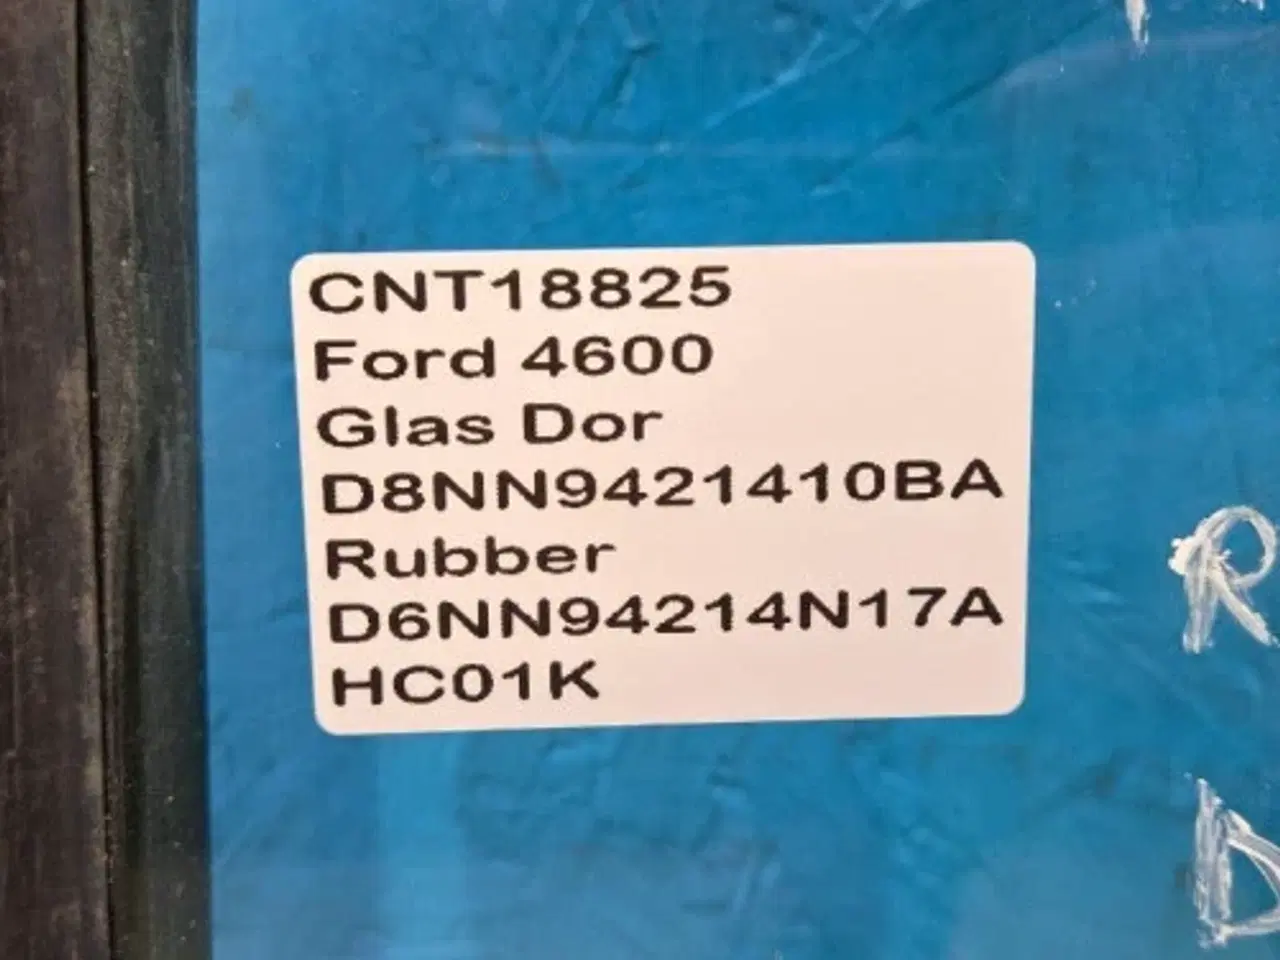 CNT18825
Ford 4600
Glas Dor
D8NN9421410BA
Rubber
D6NN94214N17A
HC01K
R
D